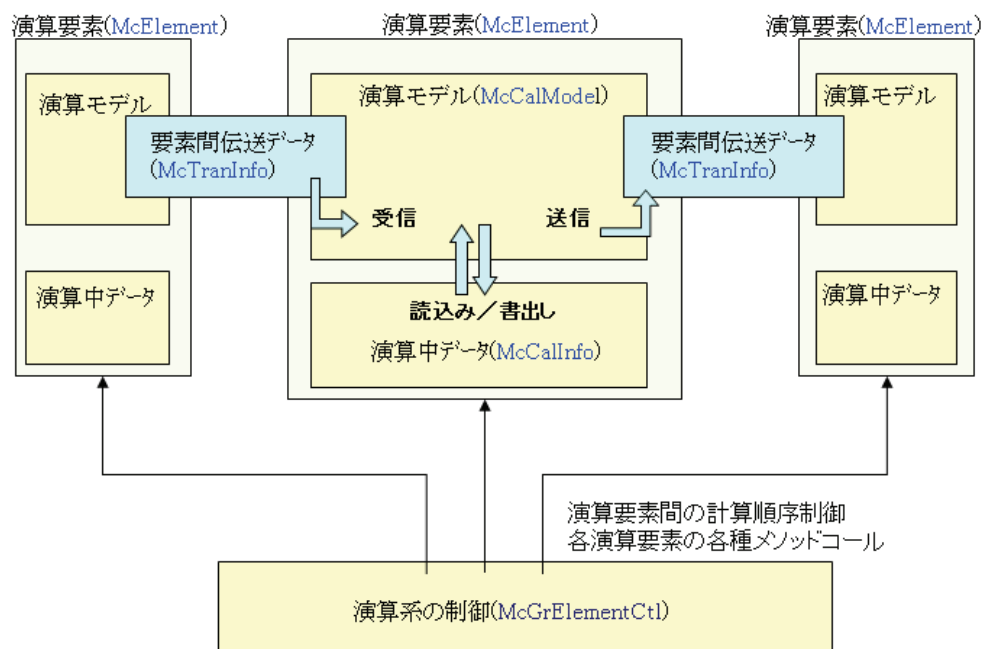 演算要素(McElement)
演算要素(McElement)
演算要素(McElement)
演算モデル
演算モデル(McCalModel)
演算モデル
要素間伝送データ
(McTranInfo)
要素間伝送データ
(McTranInfo)
受信
送信
演算中データ
読込み／書出し
演算中データ(McCalInfo)
演算中データ
演算要素間の計算順序制御
各演算要素の各種メソッドコール
演算系の制御(McGrElementCtl)